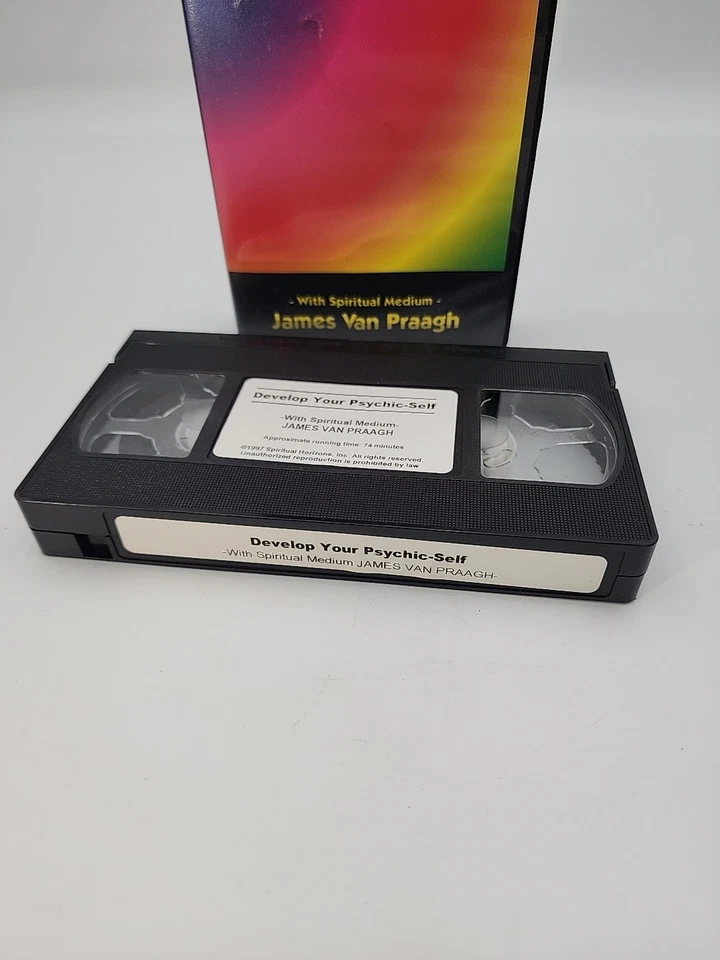 - With Spiritual Medium -
James Van Praagh
Develop Your Psychic-Self
-With Spiritual Medium-
JAMES VAN PRAAGH
Approximate running time: 74 minutes
©1997 Spiritual Horizons, Inc. All rights reserved
Unauthorized reproduction is prohibited by law
Develop Your Psychic-Self
-With Spiritual Medium JAMES VAN PRAAGH-